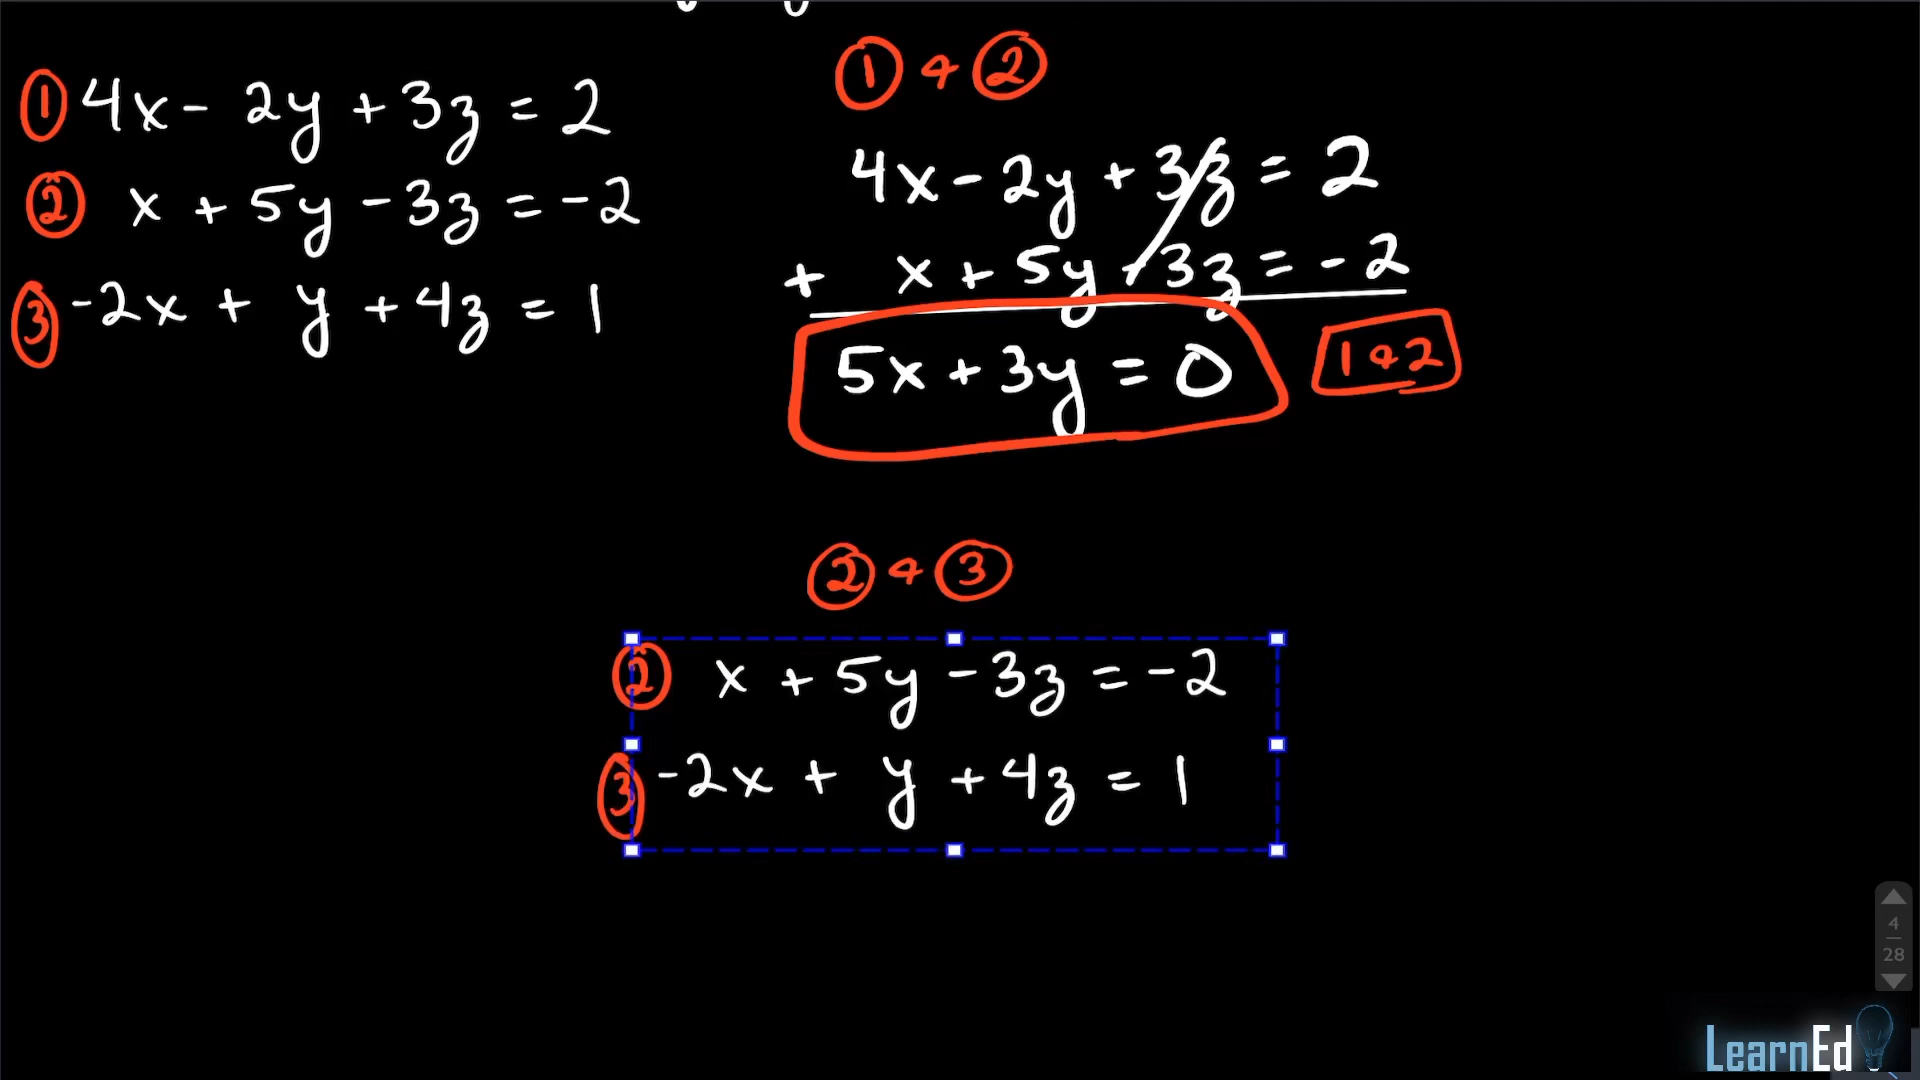 ① 4x - 2y + 3z = 2
② x + 5y - 3z = -2
③ -2x + y + 4z = 1
① & ②
4x - 2y + 3z = 2
+ x + 5y - 3z = -2
5x + 3y = 0
1 & 2
② & ③
② x + 5y - 3z = -2
③ -2x + y + 4z = 1
4
28
LearnEd